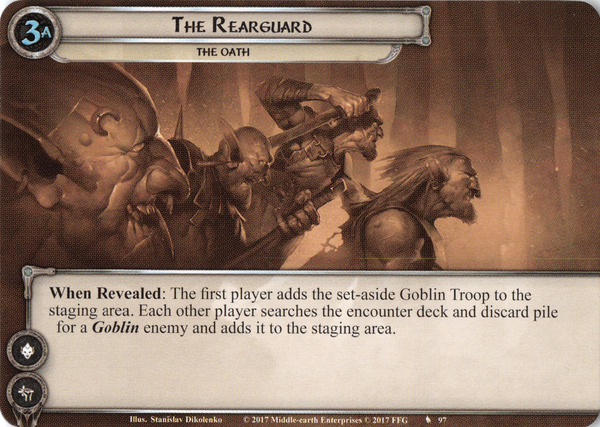 3A
THE REARGUARD
THE OATH
When Revealed: The first player adds the set-aside Goblin Troop to the
staging area. Each other player searches the encounter deck and discard pile
for a Goblin enemy and adds it to the staging area.
Illus. Stanislav Dikolenko © 2017 Middle-earth Enterprises © 2017 FFG 97